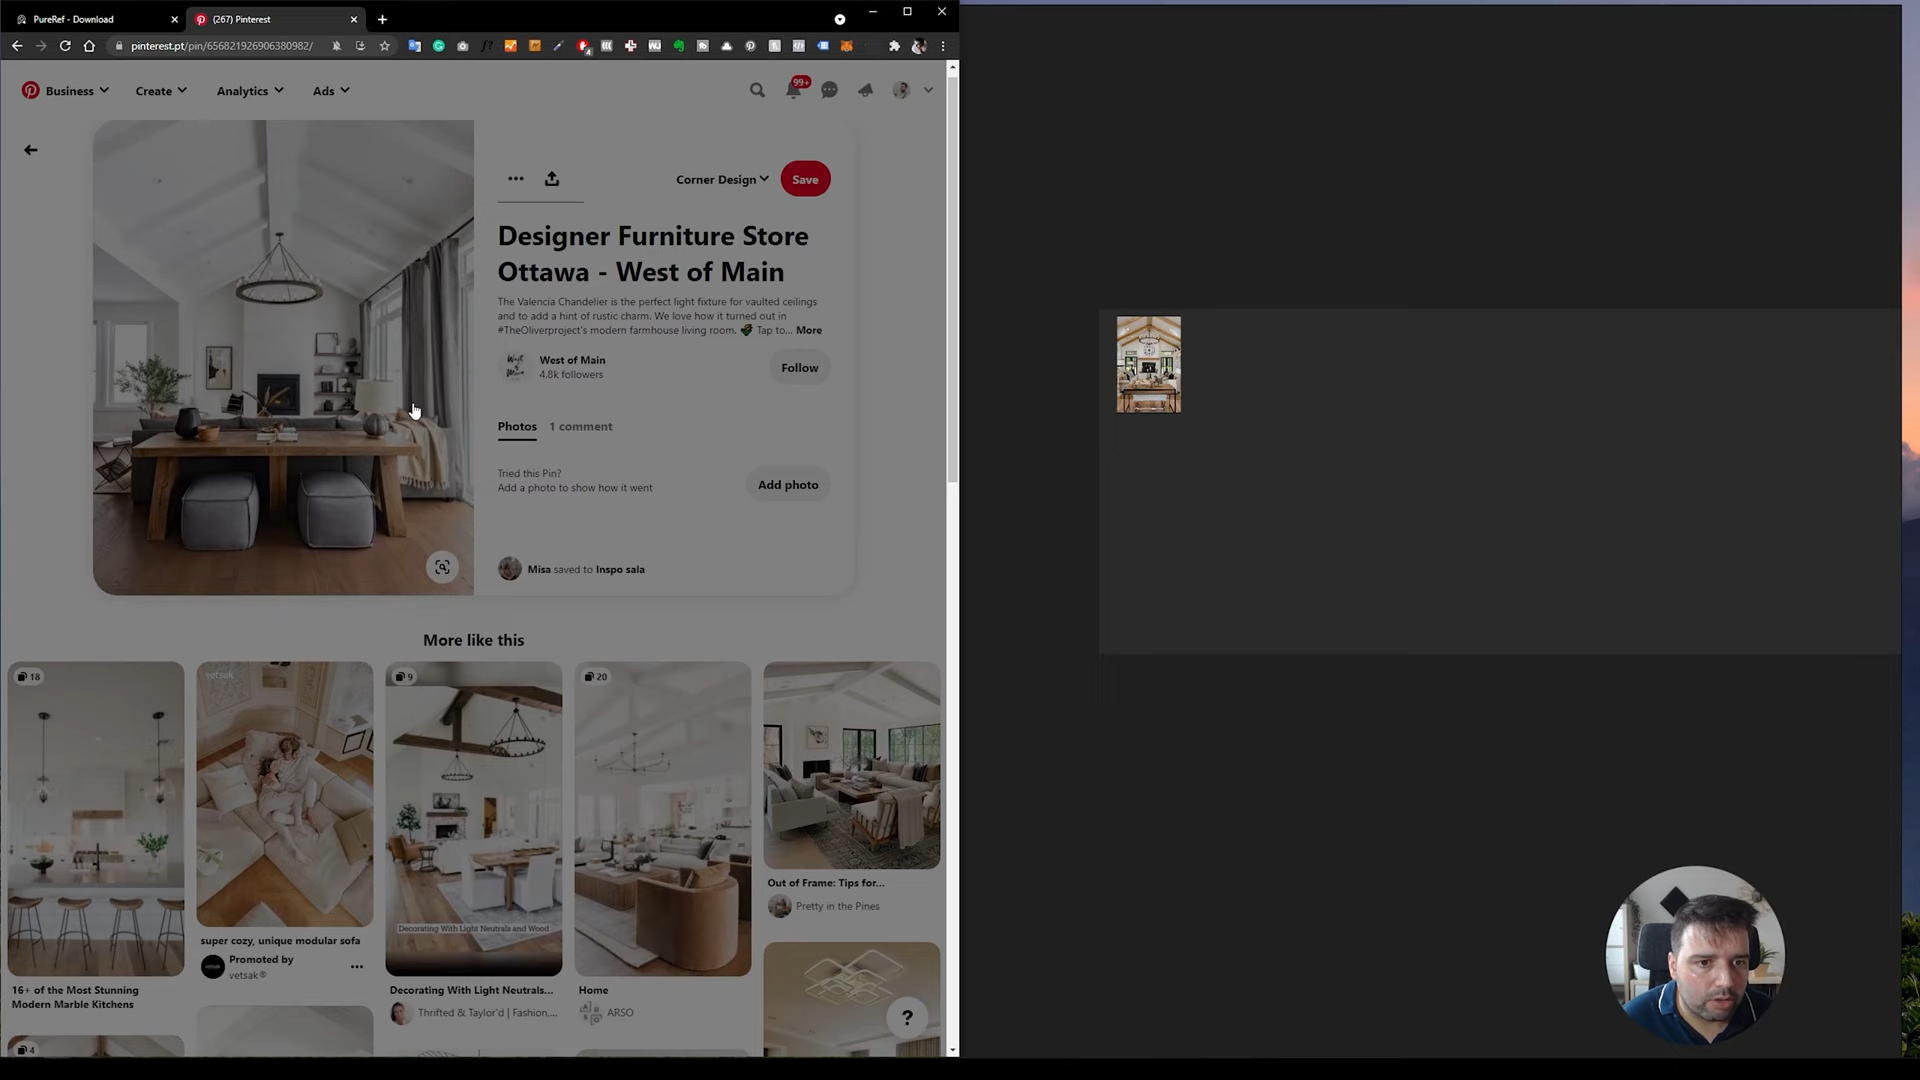 PureRef - Download
(267) Pinterest
pinterest.pt/pin/656821926906380982/
4
Business
Create
Analytics
Ads
99+
Corner Design
Save
Designer Furniture Store
Ottawa - West of Main
The Valencia Chandelier is the perfect light fixture for vaulted ceilings
and to add a hint of rustic charm. We love how it turned out in
#TheOliverproject's modern farmhouse living room. Tap to... More
West of Main
4.8k followers
Follow
Photos
1 comment
Tried this Pin?
Add a photo to show how it went
Add photo
Misa saved to Inspo sala
More like this
18
vetsak
9
20
Decorating With Light Neutrals and Wood
Out of Frame: Tips for...
Pretty in the Pines
super cozy, unique modular sofa
Promoted by
vetsak®
16+ of the Most Stunning
Modern Marble Kitchens
Decorating With Light Neutrals...
Thrifted & Taylor'd | Fashion,...
Home
ARSO
?
4